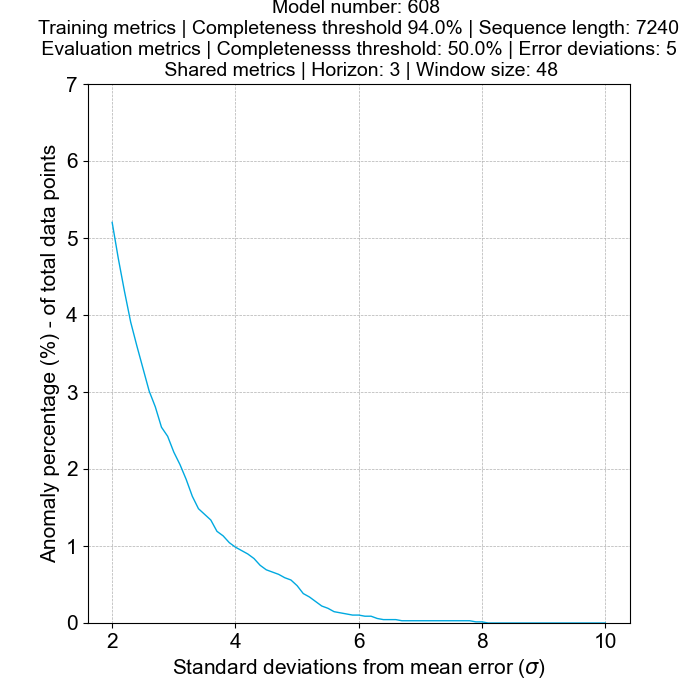 Model number: 608
Training metrics | Completeness threshold 94.0% | Sequence length: 7240
Evaluation metrics | Completenesss threshold: 50.0% | Error deviations: 5
Shared metrics | Horizon: 3 | Window size: 48
7
6
5
4
3
2
1
0
Anomaly percentage (%) - of total data points
2 4 6 8 10
Standard deviations from mean error (σ)